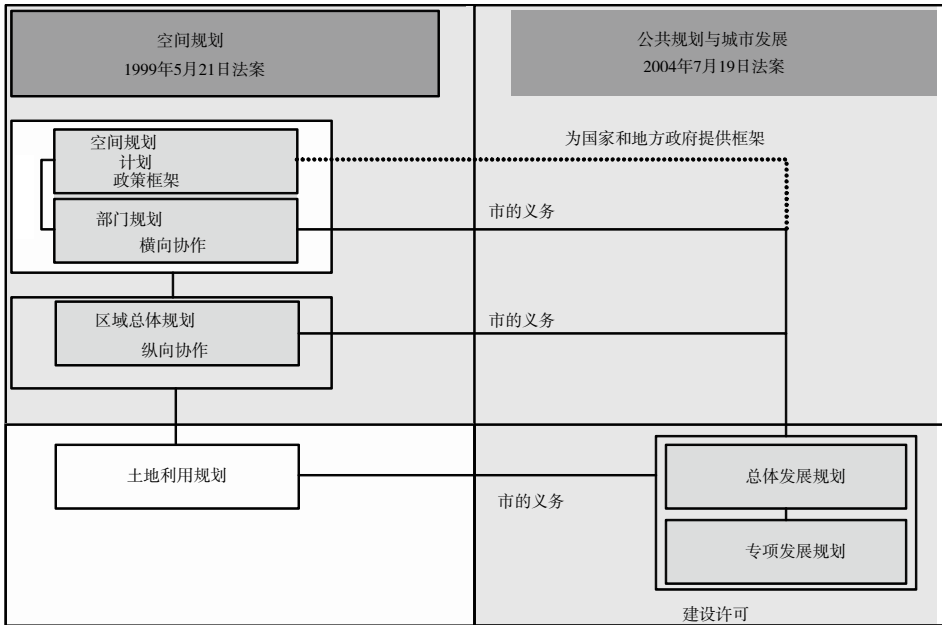 空间规划
1999年5月21日法案
公共规划与城市发展
2004年7月19日法案
空间规划
计划
政策框架
为国家和地方政府提供框架
部门规划
横向协作
市的义务
区域总体规划
纵向协作
市的义务
土地利用规划
市的义务
总体发展规划
专项发展规划
建设许可